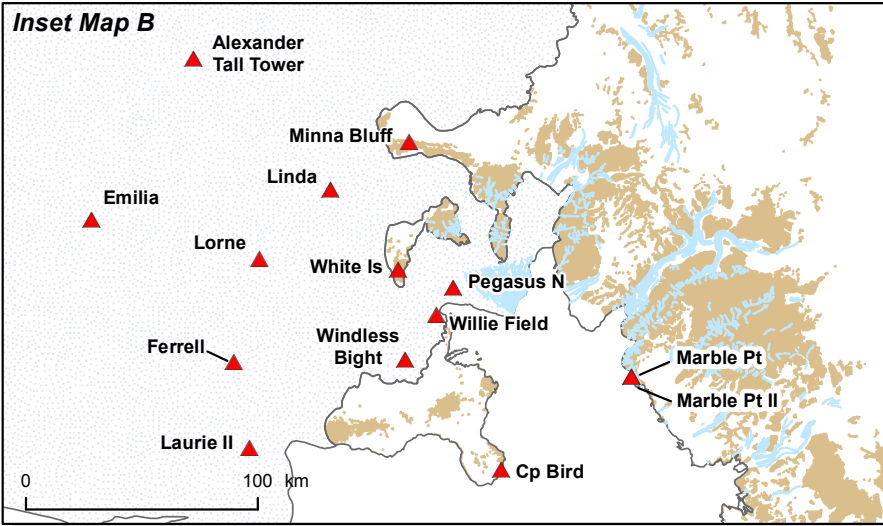 Inset Map B
Alexander
Tall Tower
Minna Bluff
Linda
Emilia
Lorne
White Is
Pegasus N
Willie Field
Windless
Bight
Ferrell
Marble Pt
Marble Pt II
Laurie II
Cp Bird
0 100 km